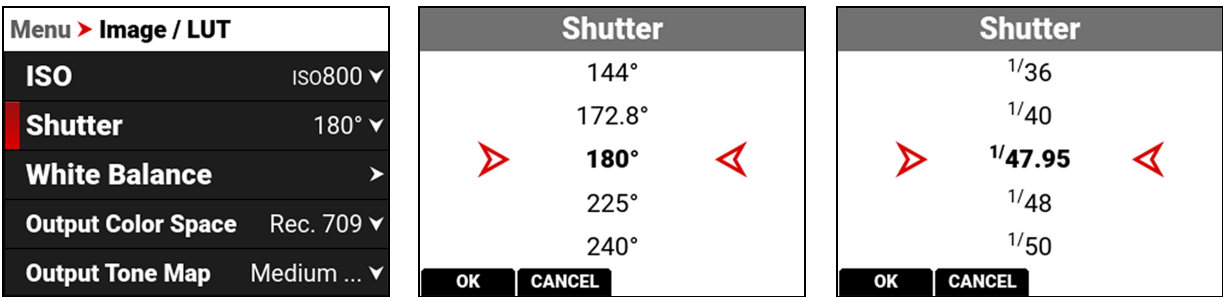 Menu Image / LUT
ISO ISO800
Shutter 180°
White Balance
Output Color Space Rec. 709
Output Tone Map Medium ...
Shutter
144°
172.8°
180°
225°
240°
OK CANCEL
Shutter
1/36
1/40
1/47.95
1/48
1/50
OK CANCEL